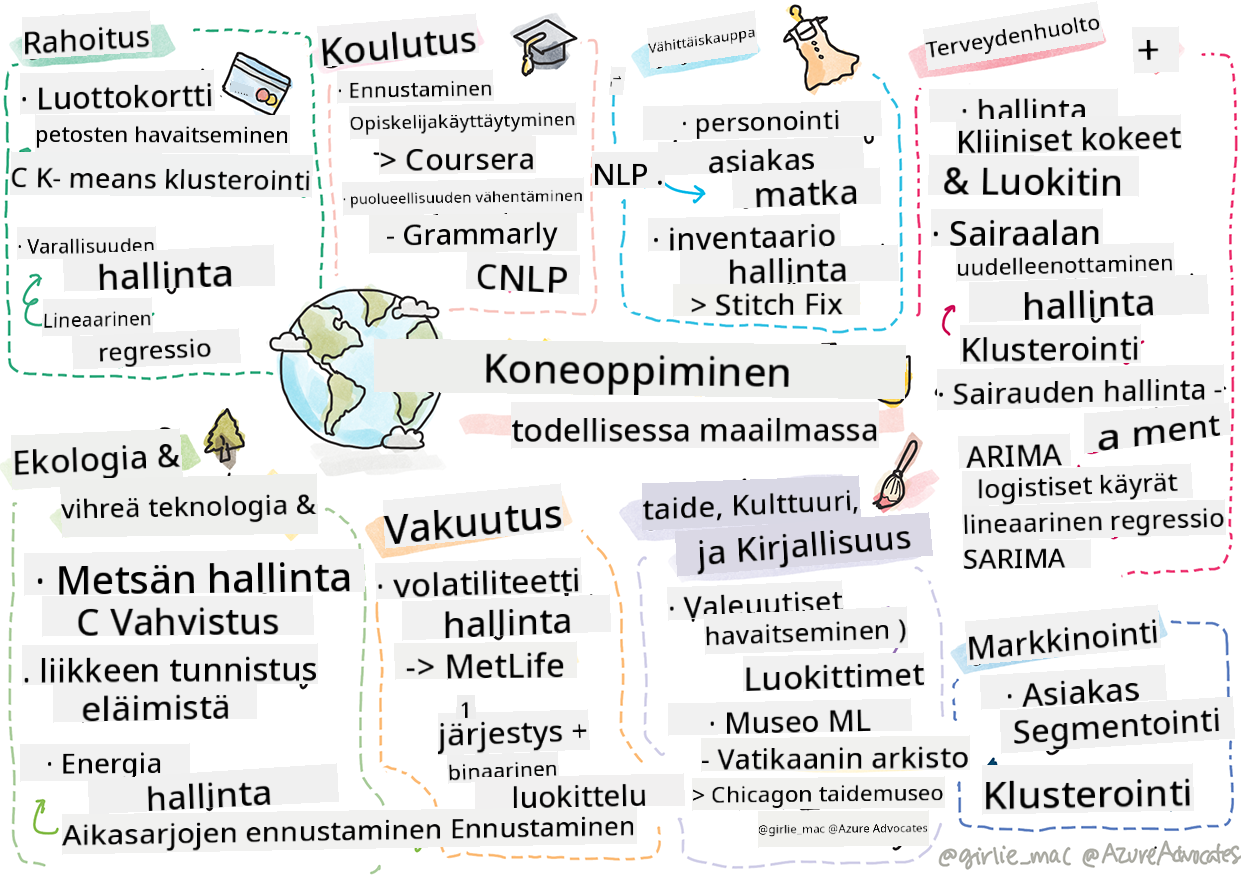 Rahoitus
· Luottokortti
petosten havaitseminen
C K- means klusterointi
· Varallisuuden
hallinta
Lineaarinen
regressio
Koulutus
· Ennustaminen
Opiskelijakäyttäytyminen
-> Coursera
· puolueellisuuden vähentäminen
- Grammarly
CNLP
Vähittäiskauppa
· personointi
asiakas
NLP .
matka
· inventaario
hallinta
> Stitch Fix
Terveydenhuolto +
· hallinta
Kliiniset kokeet
& Luokitin
· Sairaalan
uudelleenottaminen
hallinta
Klusterointi
· Sairauden hallinta -
a ment
ARIMA
logistiset käyrät
lineaarinen regressio
SARIMA
Koneoppiminen
todellisessa maailmassa
Ekologia &
vihreä teknologia &
· Metsän hallinta
C Vahvistus
. liikkeen tunnistus
eläimistä
· Energia
hallinta
Aikasarjojen ennustaminen Ennustaminen
Vakuutus
· volatiliteetti
hallinta
-> MetLife
1
järjestys +
binaarinen
luokittelu
taide, Kulttuuri,
ja Kirjallisuus
· Valeuutiset
havaitseminen )
Luokittimet
· Museo ML
- Vatikaanin arkisto
> Chicagon taidemuseo
@girlie_mac @Azure Advocates
Markkinointi
· Asiakas
Segmentointi
Klusterointi
@girlie_mac @AzureAdvocates